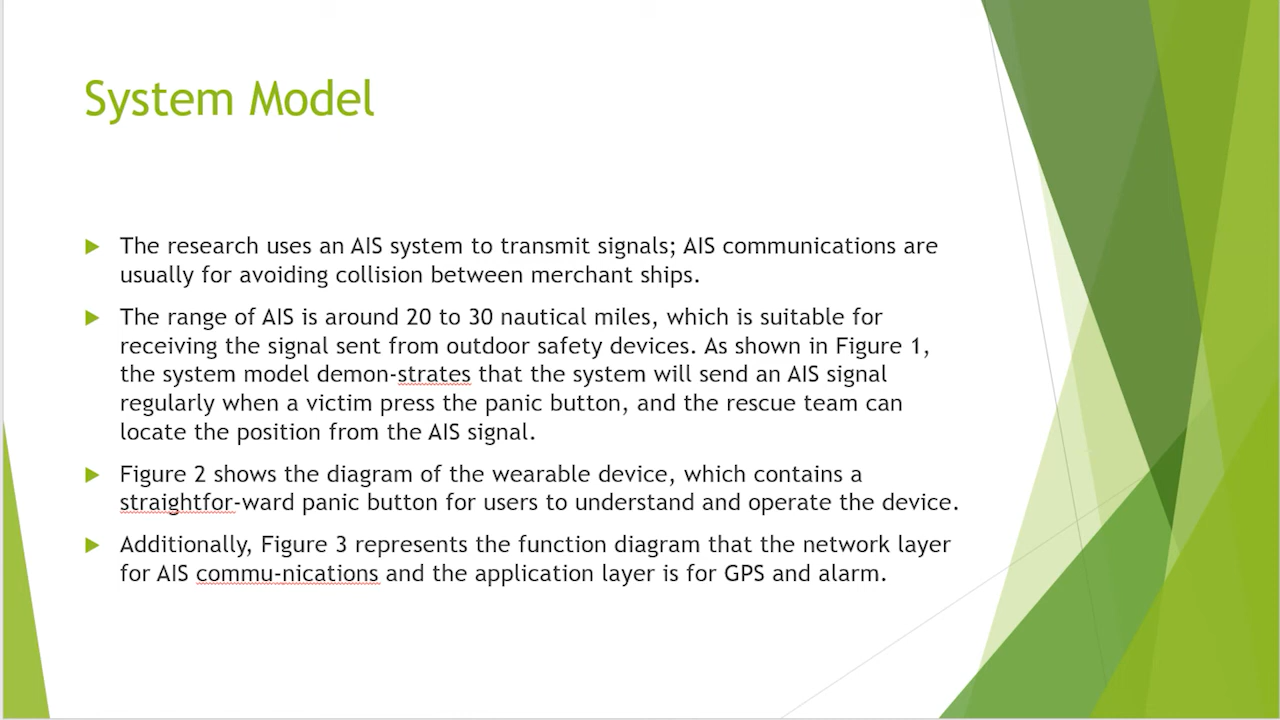 System Model
The research uses an AIS system to transmit signals; AIS communications are
usually for avoiding collision between merchant ships.
The range of AIS is around 20 to 30 nautical miles, which is suitable for
receiving the signal sent from outdoor safety devices. As shown in Figure 1,
the system model demon-strates that the system will send an AIS signal
regularly when a victim press the panic button, and the rescue team can
locate the position from the AIS signal.
Figure 2 shows the diagram of the wearable device, which contains a
straightfor-ward panic button for users to understand and operate the device.
Additionally, Figure 3 represents the function diagram that the network layer
for AIS commu-nications and the application layer is for GPS and alarm.